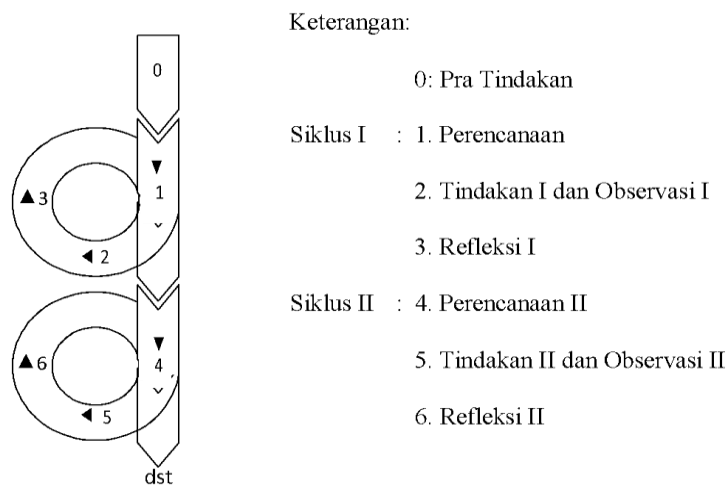 Keterangan:
0
0: Pra Tindakan
Siklus I : 1. Perencanaan
3
1
2. Tindakan I dan Observasi I
2
3. Refleksi I
Siklus II : 4. Perencanaan II
6
4
5. Tindakan II dan Observasi II
5
6. Refleksi II
dst